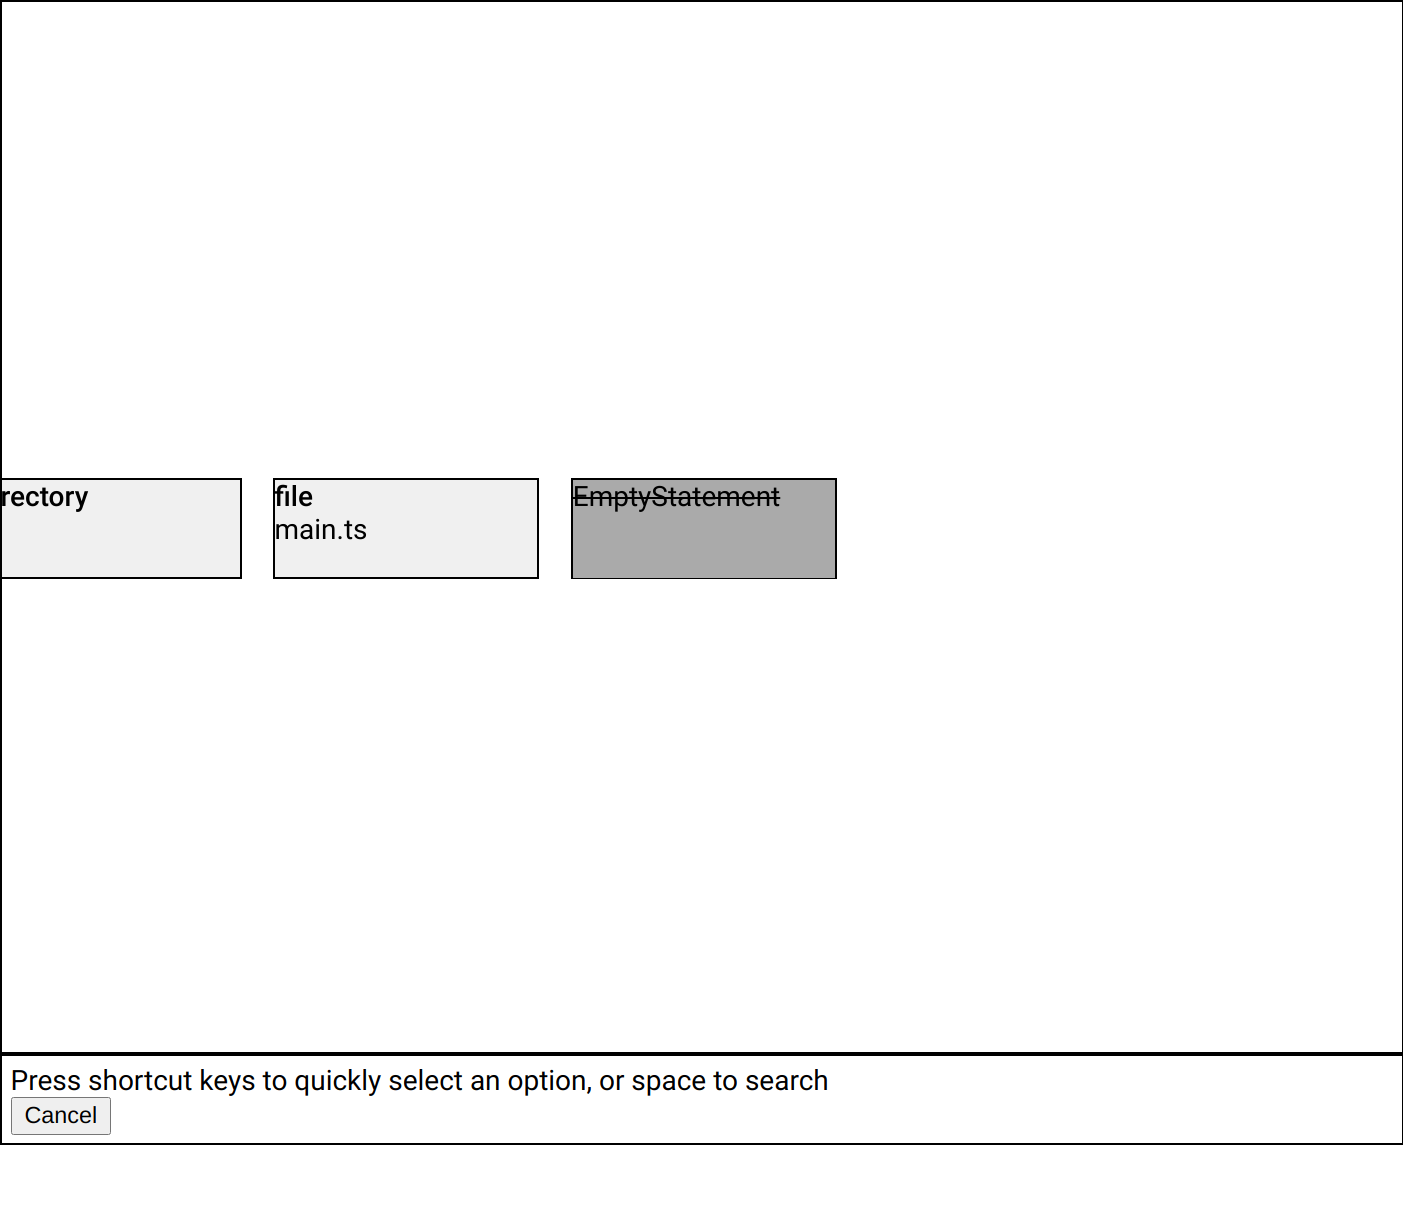 rectory
file
main.ts
EmptyStatement
Press shortcut keys to quickly select an option, or space to search
Cancel